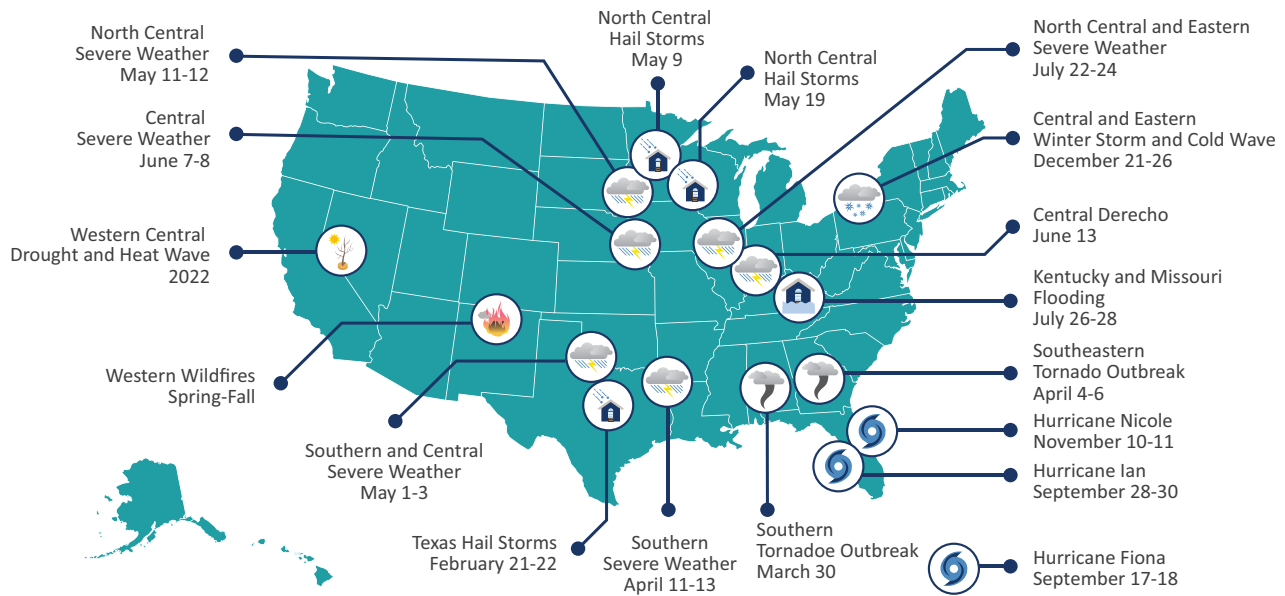 North Central
Severe Weather
May 11-12
North Central
Hail Storms
May 9
North Central
Hail Storms
May 19
North Central and Eastern
Severe Weather
July 22-24
Central
Severe Weather
June 7-8
Central and Eastern
Winter Storm and Cold Wave
December 21-26
Western Central
Drought and Heat Wave
2022
Central Derecho
June 13
Kentucky and Missouri
Flooding
July 26-28
Western Wildfires
Spring-Fall
Southeastern
Tornado Outbreak
April 4-6
Hurricane Nicole
November 10-11
Southern and Central
Severe Weather
May 1-3
Hurricane Ian
September 28-30
Texas Hail Storms
February 21-22
Southern
Severe Weather
April 11-13
Southern
Tornadoe Outbreak
March 30
Hurricane Fiona
September 17-18